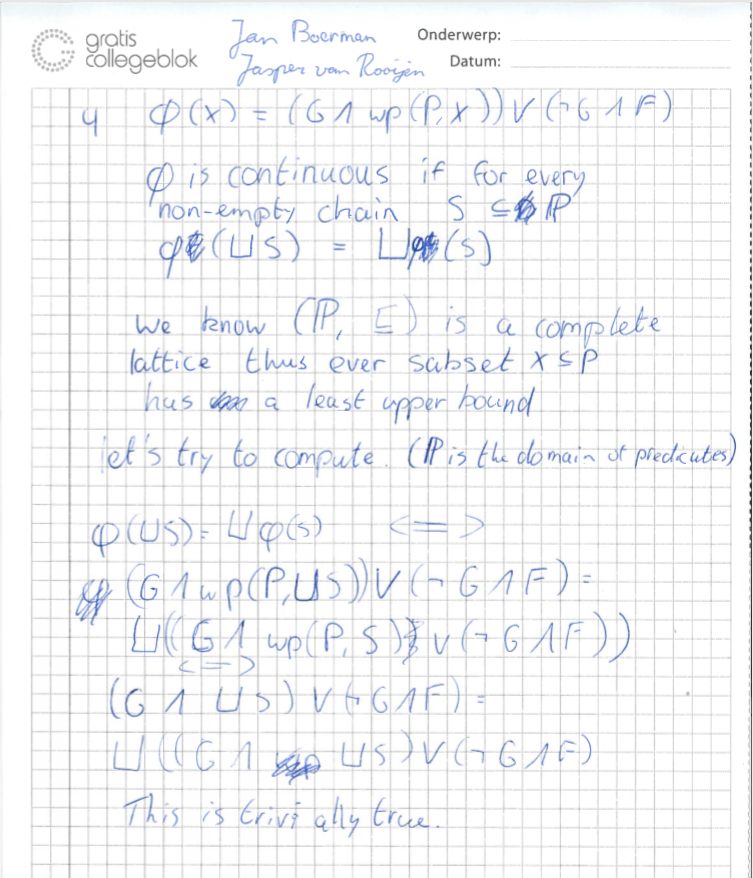 gratis
collegeblok
Jan Boerman
Jasper van Rooijen
Onderwerp:
Datum:
4 Φ(X) = (G ∧ wp(P,X)) ∨ (¬G ∧ F)
φ is continuous if for every
non-empty chain S ⊆ ℙ
φ(⊔S) = ⊔φ(S)
we know (ℙ, ⊑) is a complete
lattice thus ever subset X ⊆ P
has a least upper bound
let's try to compute. (ℙ is the domain of predicates)
φ(⊔S) = ⊔φ(S) <=>
(G ∧ wp(P,⊔S)) ∨ (¬G ∧ F) =
⊔((G ∧ wp(P,S)) ∨ (¬G ∧ F))
<=>
(G ∧ ⊔S) ∨ (¬G ∧ F) =
⊔((G ∧ ⊔S) ∨ (¬G ∧ F)
This is trivially true.